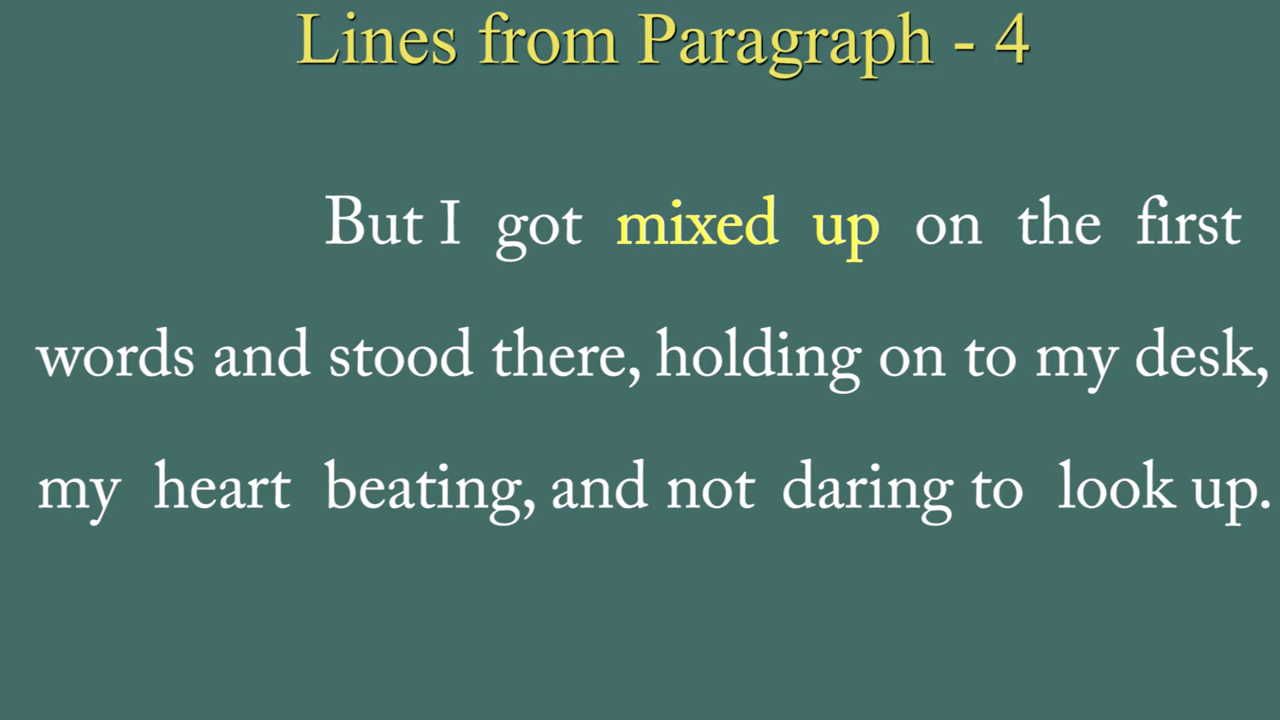 Lines from Paragraph - 4
But I got mixed up on the first
words and stood there, holding on to my desk,
my heart beating, and not daring to look up.